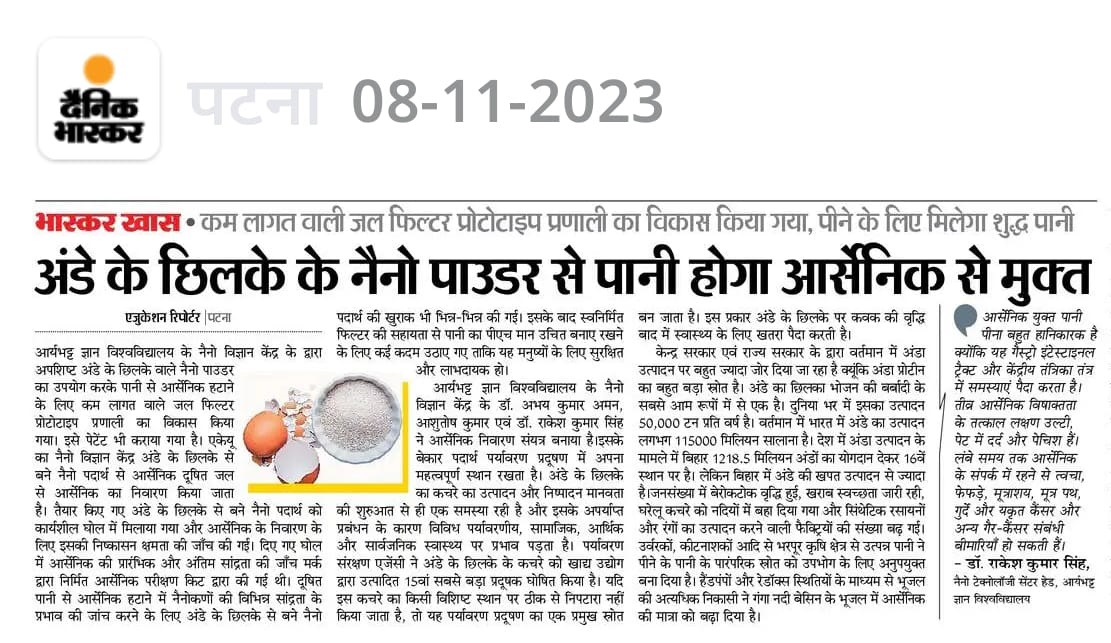 दैनिक
भास्कर
पटना 08-11-2023
भास्कर खास • कम लागत वाली जल फिल्टर प्रोटोटाइप प्रणाली का विकास किया गया, पीने के लिए मिलेगा शुद्ध पानी
अंडे के छिलके के नैनो पाउडर से पानी होगा आर्सेनिक से मुक्त
एजुकेशन रिपोर्टर | पटना
आर्यभट्ट ज्ञान विश्वविद्यालय के नैनो विज्ञान केंद्र के द्वारा
अपशिष्ट अंडे के छिलके वाले नैनो पाउडर
का उपयोग करके पानी से आर्सेनिक हटाने
के लिए कम लागत वाले जल फिल्टर
प्रोटोटाइप प्रणाली का विकास किया
गया। इसे पेटेंट भी कराया गया है। एकेयू
का नैनो विज्ञान केंद्र अंडे के छिलके से
बने नैनो पदार्थ से आर्सेनिक दूषित जल
से आर्सेनिक का निवारण किया जाता
है। तैयार किए गए अंडे के छिलके से बने नैनो पदार्थ को
कार्यशील घोल में मिलाया गया और आर्सेनिक के निवारण के
लिए इसकी निष्कासन क्षमता की जाँच की गई। दिए गए घोल
में आर्सेनिक की प्रारंभिक और अंतिम सांद्रता की जाँच मर्क
द्वारा निर्मित आर्सेनिक परीक्षण किट द्वारा की गई थी। दूषित
पानी से आर्सेनिक हटाने में नैनोकणों की विभिन्न सांद्रता के
प्रभाव की जांच करने के लिए अंडे के छिलके से बने नैनो
पदार्थ की खुराक भी भिन्न-भिन्न की गई। इसके बाद स्वनिर्मित
फिल्टर की सहायता से पानी का पीएच मान उचित बनाए रखने
के लिए कई कदम उठाए गए ताकि यह मनुष्यों के लिए सुरक्षित
और लाभदायक हो।
आर्यभट्ट ज्ञान विश्वविद्यालय के नैनो
विज्ञान केंद्र के डॉ. अभय कुमार अमन,
आशुतोष कुमार एवं डॉ. राकेश कुमार सिंह
ने आर्सेनिक निवारण संयत्र बनाया है।इसके
बेकार पदार्थ पर्यावरण प्रदूषण में अपना
महत्वपूर्ण स्थान रखता है। अंडे के छिलके
का कचरे का उत्पादन और निष्पादन मानवता
की शुरुआत से ही एक समस्या रही है और इसके अपर्याप्त
प्रबंधन के कारण विविध पर्यावरणीय, सामाजिक, आर्थिक
और सार्वजनिक स्वास्थ्य पर प्रभाव पड़ता है। पर्यावरण
संरक्षण एजेंसी ने अंडे के छिलके के कचरे को खाद्य उद्योग
द्वारा उत्पादित 15वां सबसे बड़ा प्रदूषक घोषित किया है। यदि
इस कचरे का किसी विशिष्ट स्थान पर ठीक से निपटारा नहीं
किया जाता है, तो यह पर्यावरण प्रदूषण का एक प्रमुख स्रोत
बन जाता है। इस प्रकार अंडे के छिलके पर कवक की वृद्धि
बाद में स्वास्थ्य के लिए खतरा पैदा करती है।
केन्द्र सरकार एवं राज्य सरकार के द्वारा वर्तमान में अंडा
उत्पादन पर बहुत ज्यादा जोर दिया जा रहा है क्योंकि अंडा प्रोटीन
का बहुत बड़ा स्रोत है। अंडे का छिलका भोजन की बर्बादी के
सबसे आम रूपों में से एक है। दुनिया भर में इसका उत्पादन
50,000 टन प्रति वर्ष है। वर्तमान में भारत में अंडे का उत्पादन
लगभग 115000 मिलियन सालाना है। देश में अंडा उत्पादन के
मामले में बिहार 1218.5 मिलियन अंडों का योगदान देकर 16वें
स्थान पर है। लेकिन बिहार में अंडे की खपत उत्पादन से ज्यादा
है।जनसंख्या में बेरोकटोक वृद्धि हुई, खराब स्वच्छता जारी रही,
घरेलू कचरे को नदियों में बहा दिया गया और सिंथेटिक रसायनों
और रंगों का उत्पादन करने वाली फैक्ट्रियों की संख्या बढ़ गई।
उर्वरकों, कीटनाशकों आदि से भरपूर कृषि क्षेत्र से उत्पन्न पानी ने
पीने के पानी के पारंपरिक स्रोत को उपभोग के लिए अनुपयुक्त
बना दिया है। हैंडपंपों और रेडॉक्स स्थितियों के माध्यम से भूजल
की अत्यधिक निकासी ने गंगा नदी बेसिन के भूजल में आर्सेनिक
की मात्रा को बढ़ा दिया है।
आर्सेनिक युक्त पानी
पीना बहुत हानिकारक है
क्योंकि यह गैस्ट्रो इंटेस्टाइनल
ट्रैक्ट और केंद्रीय तंत्रिका तंत्र
में समस्याएं पैदा करता है।
तीव्र आर्सेनिक विषाक्तता
के तत्काल लक्षण उल्टी,
पेट में दर्द और पेचिश हैं।
लंबे समय तक आर्सेनिक
के संपर्क में रहने से त्वचा,
फेफड़े, मूत्राशय, मूत्र पथ,
गुर्दे और यकृत कैंसर और
अन्य गैर-कैंसर संबंधी
बीमारियाँ हो सकती हैं।
- डॉ. राकेश कुमार सिंह,
नैनो टेक्नोलॉजी सेंटर हेड, आर्यभट्ट
ज्ञान विश्वविद्यालय